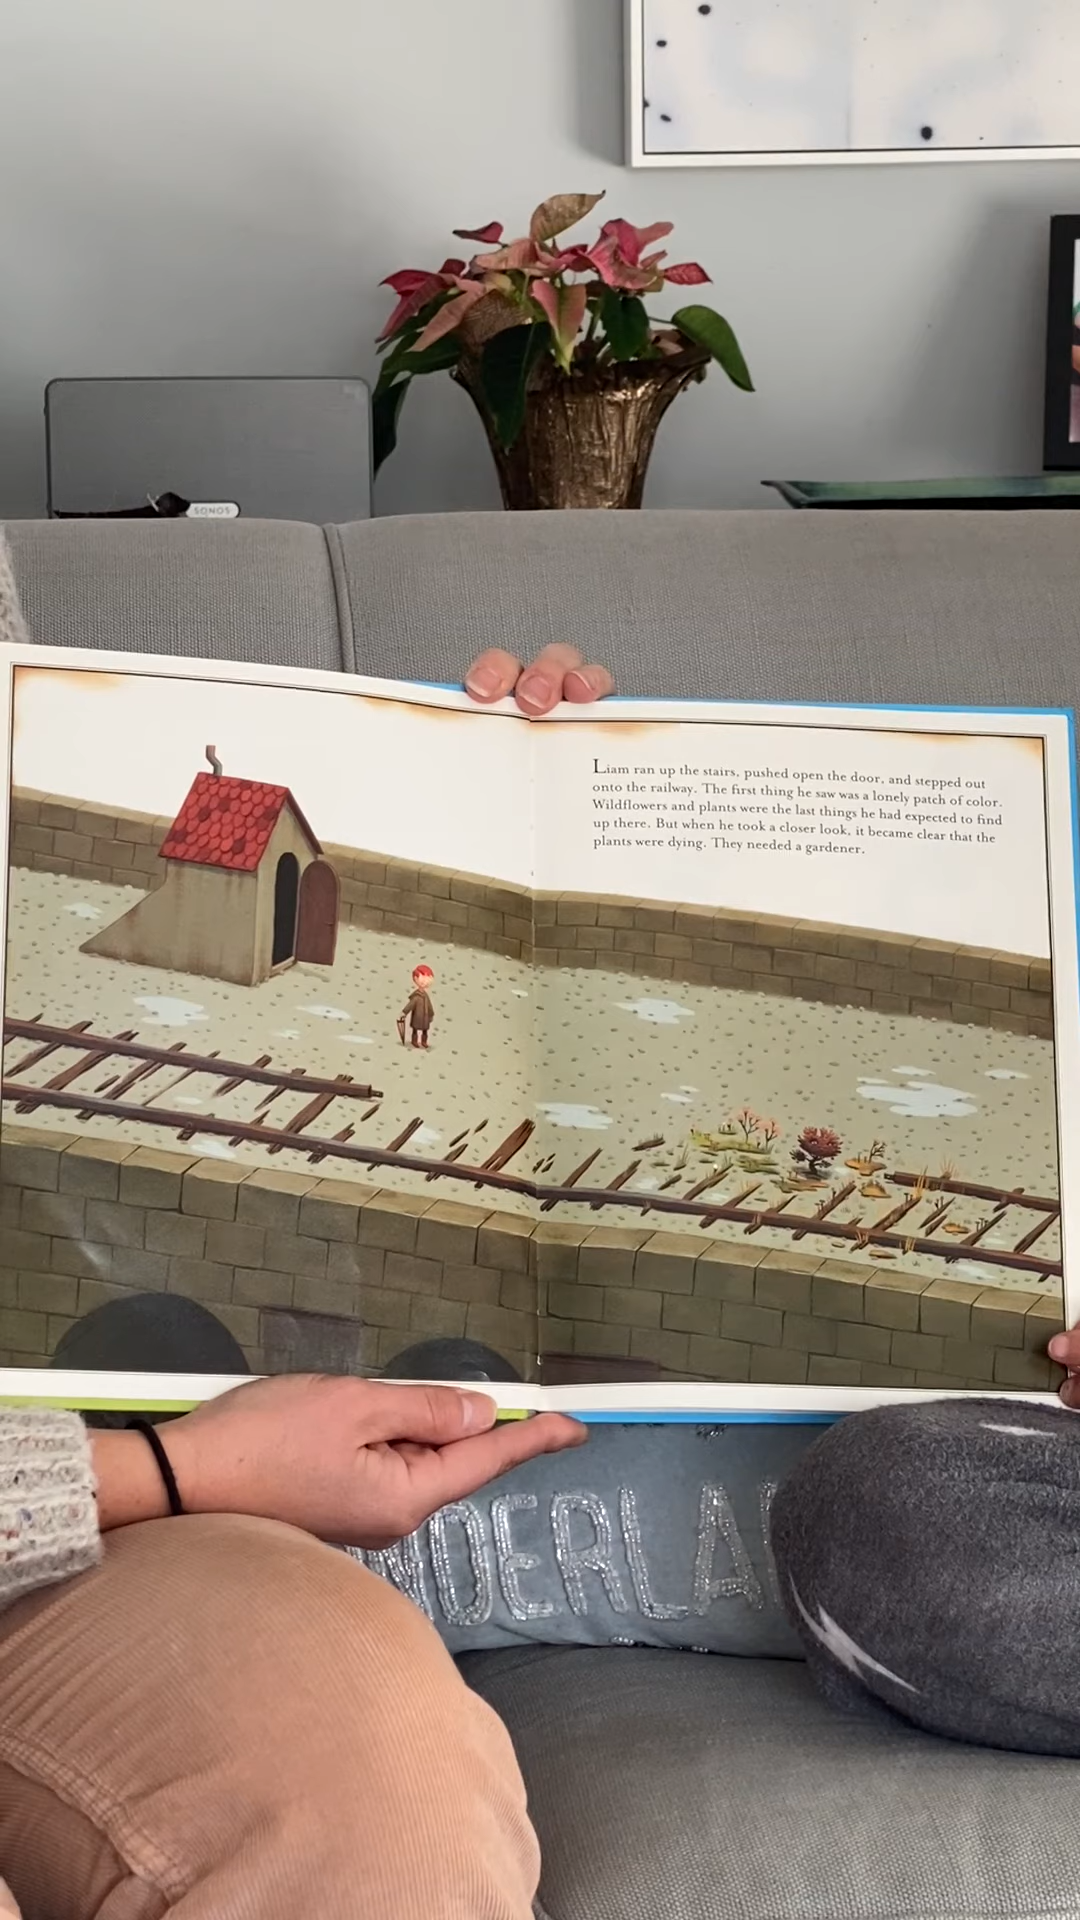 SONOS
Liam ran up the stairs, pushed open the door, and stepped out
onto the railway. The first thing he saw was a lonely patch of color.
Wildflowers and plants were the last things he had expected to find
up there. But when he took a closer look, it became clear that the
plants were dying. They needed a gardener.
NDERLA